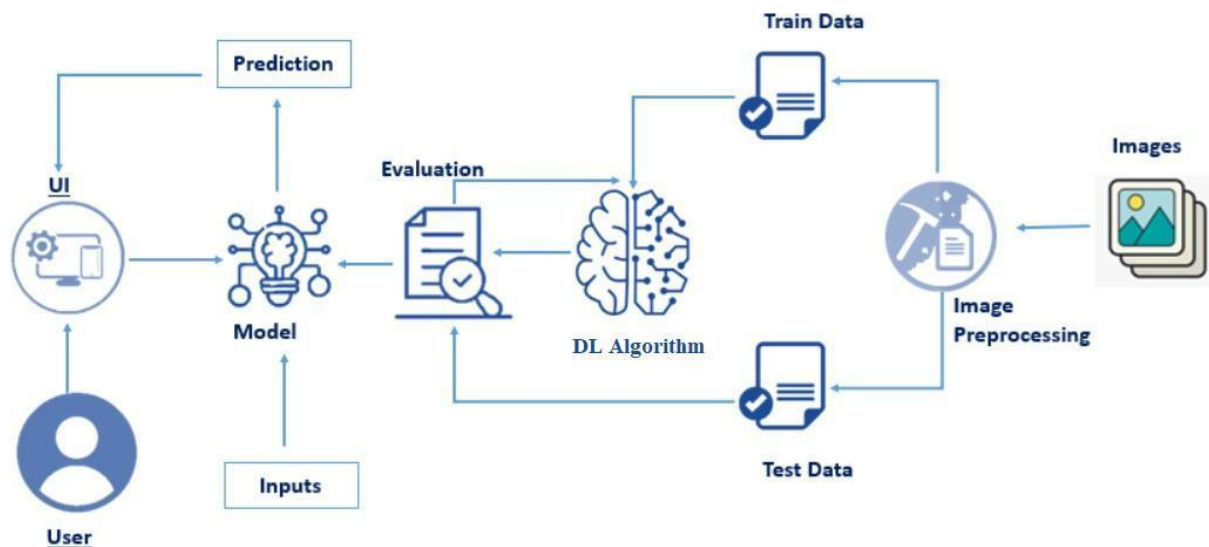 Train Data
Prediction
Images
Evaluation
UI
Image
Preprocessing
Model
DL Algorithm
Test Data
Inputs
User